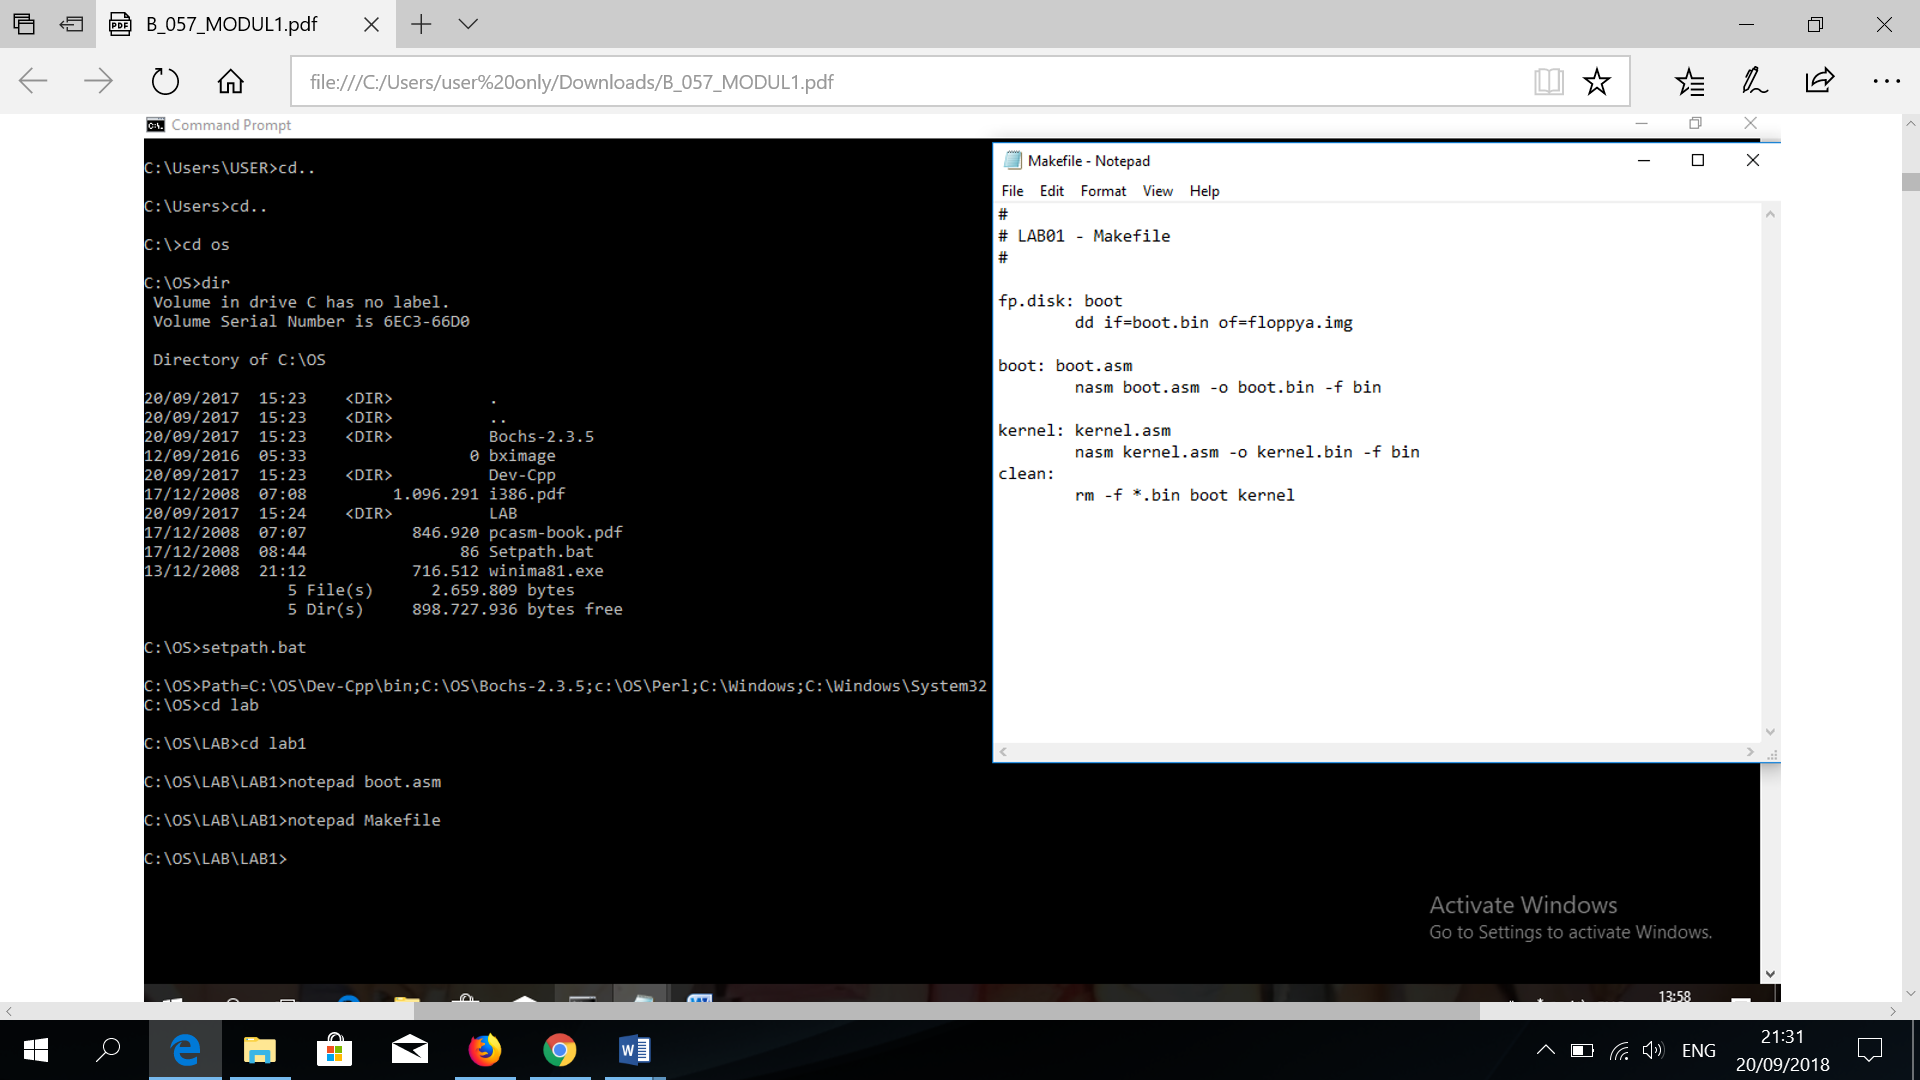 B_057_MODUL1.pdf
file:///C:/Users/user%20only/Downloads/B_057_MODUL1.pdf
Command Prompt
C:\Users\USER>cd..
C:\Users>cd..
C:\>cd os
C:\OS>dir
Volume in drive C has no label.
Volume Serial Number is 6EC3-66D0
Directory of C:\OS
20/09/2017  15:23    <DIR>          .
20/09/2017  15:23    <DIR>          ..
20/09/2017  15:23    <DIR>          Bochs-2.3.5
12/09/2016  05:33                 0 bximage
20/09/2017  15:23    <DIR>          Dev-Cpp
17/12/2008  07:08         1.096.291 i386.pdf
20/09/2017  15:24    <DIR>          LAB
17/12/2008  07:07           846.920 pcasm-book.pdf
17/12/2008  08:44                86 Setpath.bat
13/12/2008  21:12           716.512 winima81.exe
5 File(s)      2.659.809 bytes
5 Dir(s)     898.727.936 bytes free
C:\OS>setpath.bat
C:\OS>Path=C:\OS\Dev-Cpp\bin;C:\OS\Bochs-2.3.5;c:\OS\Perl;C:\Windows;C:\Windows\System32
C:\OS>cd lab
C:\OS\LAB>cd lab1
C:\OS\LAB\LAB1>notepad boot.asm
C:\OS\LAB\LAB1>notepad Makefile
C:\OS\LAB\LAB1>
Makefile - Notepad
File Edit Format View Help
#
# LAB01 - Makefile
#
fp.disk: boot
dd if=boot.bin of=floppya.img
boot: boot.asm
nasm boot.asm -o boot.bin -f bin
kernel: kernel.asm
nasm kernel.asm -o kernel.bin -f bin
clean:
rm -f *.bin boot kernel
Activate Windows
Go to Settings to activate Windows.
13:58
ENG
21:31
20/09/2018